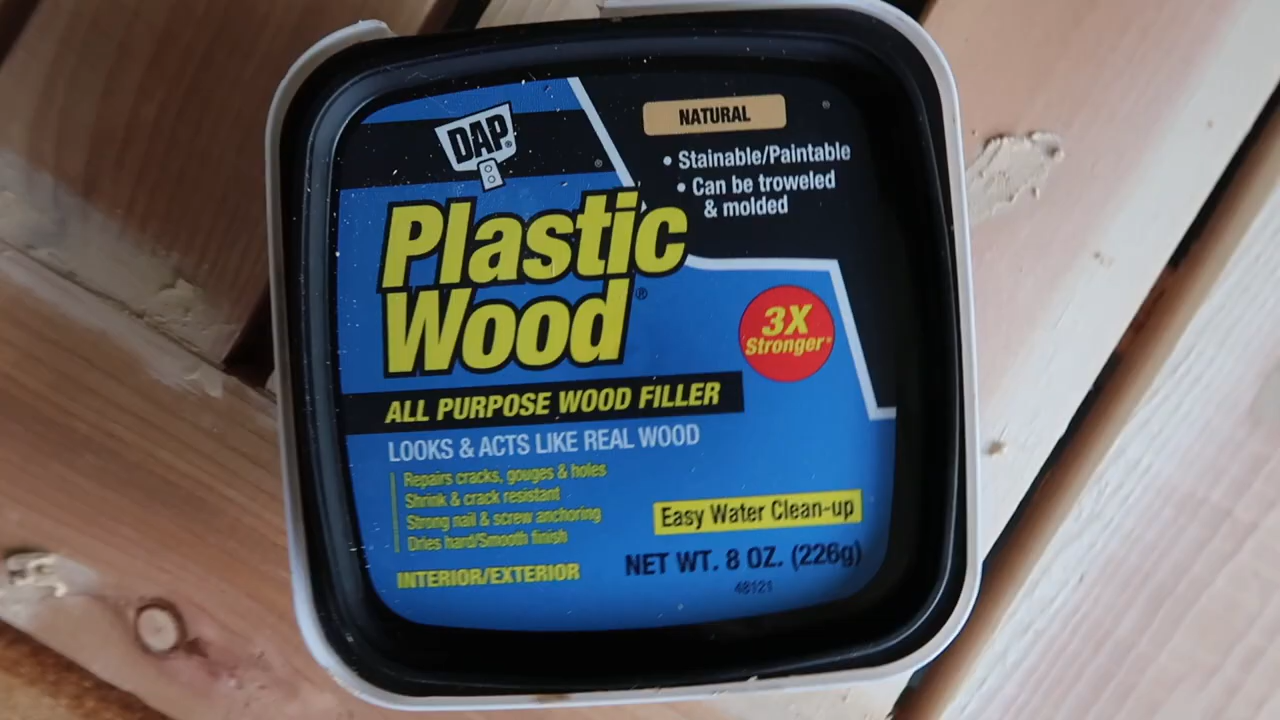 DAP®
NATURAL
• Stainable/Paintable
• Can be troweled
& molded
Plastic
Wood®
3X
Stronger*
ALL PURPOSE WOOD FILLER
LOOKS & ACTS LIKE REAL WOOD
Repairs cracks, gouges & holes
Shrink & crack resistant
Strong nail & screw anchoring
Dries hard/Smooth finish
Easy Water Clean-up
INTERIOR/EXTERIOR
NET WT. 8 OZ. (226g)
48121